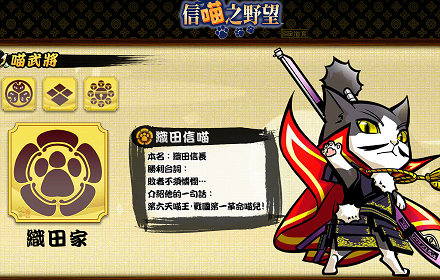 信喵之野望
喵武將
織田信喵
本名：織田信長
勝利台詞：
敗者不須憐憫…
介紹他的一句話：
第六天喵王，戰國第一革命喵兒！
織田家